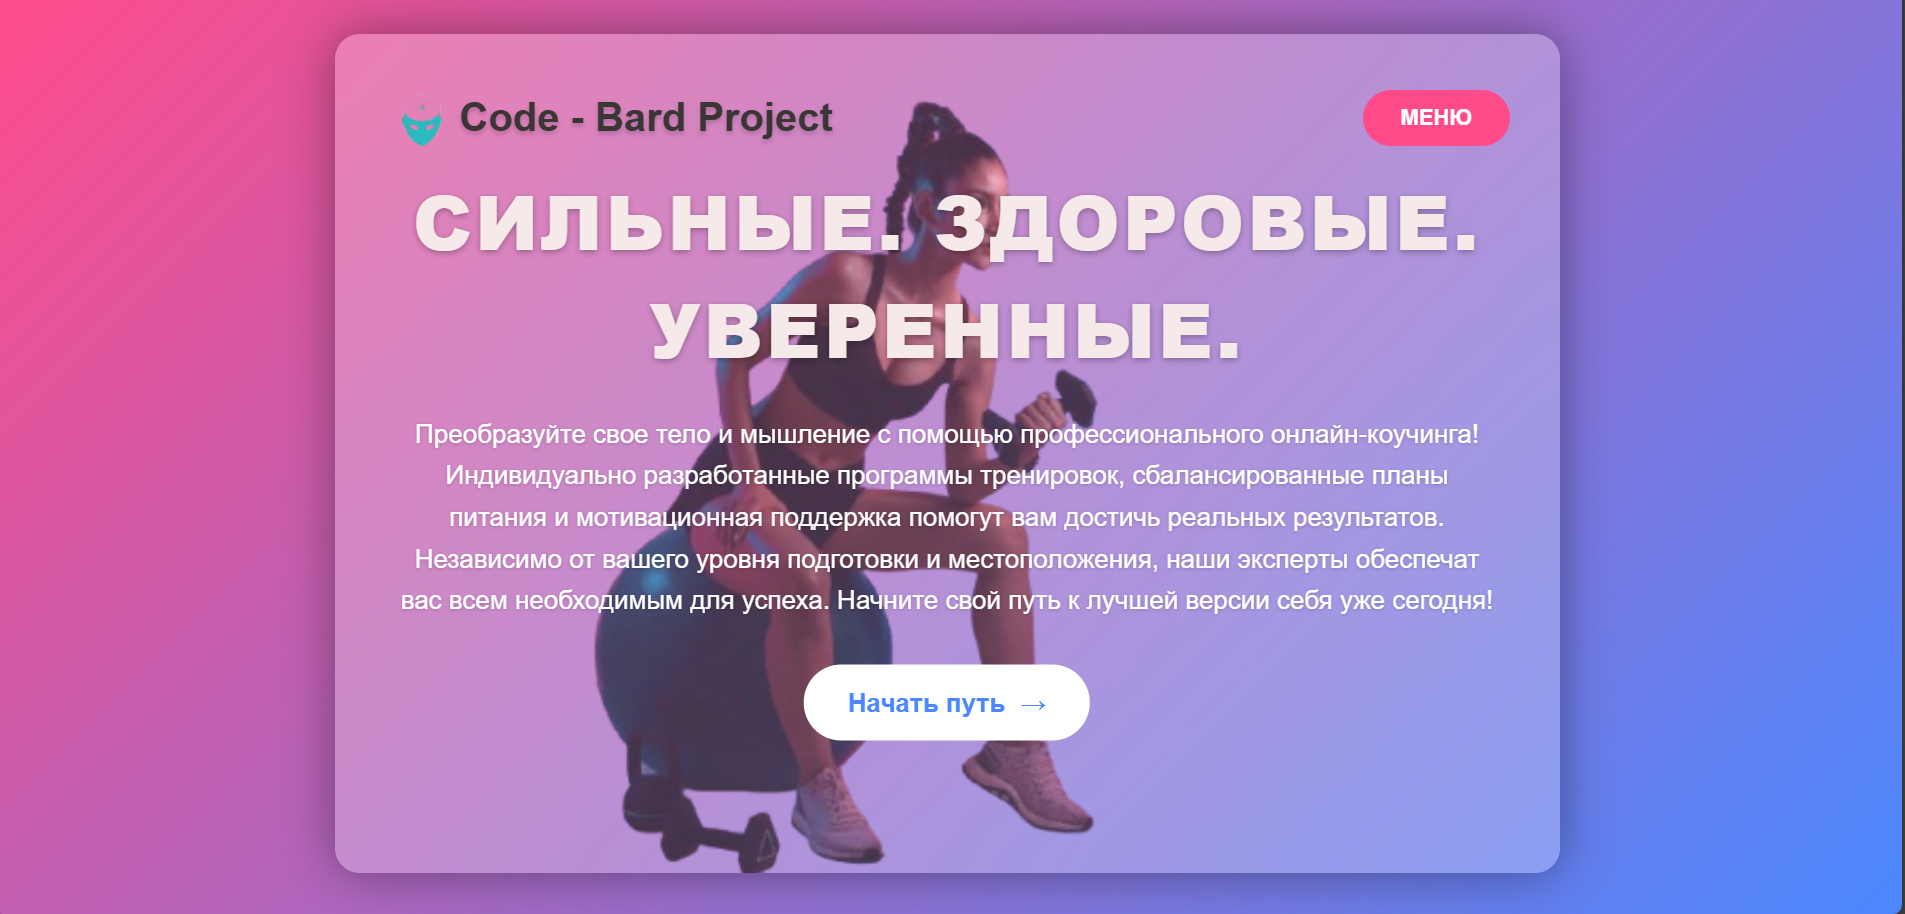 Code - Bard Project
МЕНЮ
СИЛЬНЫЕ. ЗДОРОВЫЕ.
УВЕРЕННЫЕ.
Преобразуйте свое тело и мышление с помощью профессионального онлайн-коучинга!
Индивидуально разработанные программы тренировок, сбалансированные планы
питания и мотивационная поддержка помогут вам достичь реальных результатов.
Независимо от вашего уровня подготовки и местоположения, наши эксперты обеспечат
вас всем необходимым для успеха. Начните свой путь к лучшей версии себя уже сегодня!
Начать путь →